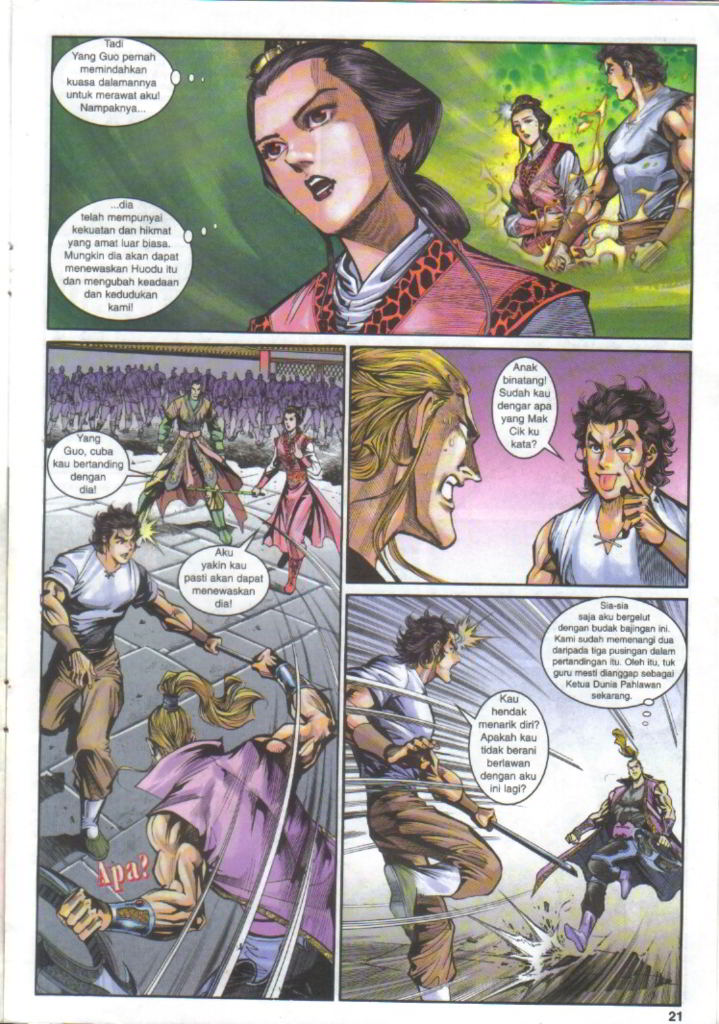 Tadi
Yang Guo pernah
memindahkan
kuasa dalamannya
untuk merawat aku!
Nampaknya...
...dia
telah mempunyai
kekuatan dan hikmat
yang amat luar biasa.
Mungkin dia akan dapat
menewaskan Huodu itu
dan mengubah keadaan
dan kedudukan
kami!
Yang
Guo, cuba
kau bertanding
dengan
dia!
Aku
yakin kau
pasti akan dapat
menewaskan
dia!
Apa?
Anak
binatang!
Sudah kau
dengar apa
yang Mak
Cik ku
kata?
Sia-sia
saja aku bergelut
dengan budak bajingan ini.
Kami sudah memenangi dua
daripada tiga pusingan dalam
pertandingan itu. Oleh itu, tuk
guru mesti dianggap sebagai
Ketua Dunia Pahlawan
sekarang.
Kau
hendak
menarik diri?
Apakah kau
tidak berani
berlawan
dengan aku
ini lagi?
21